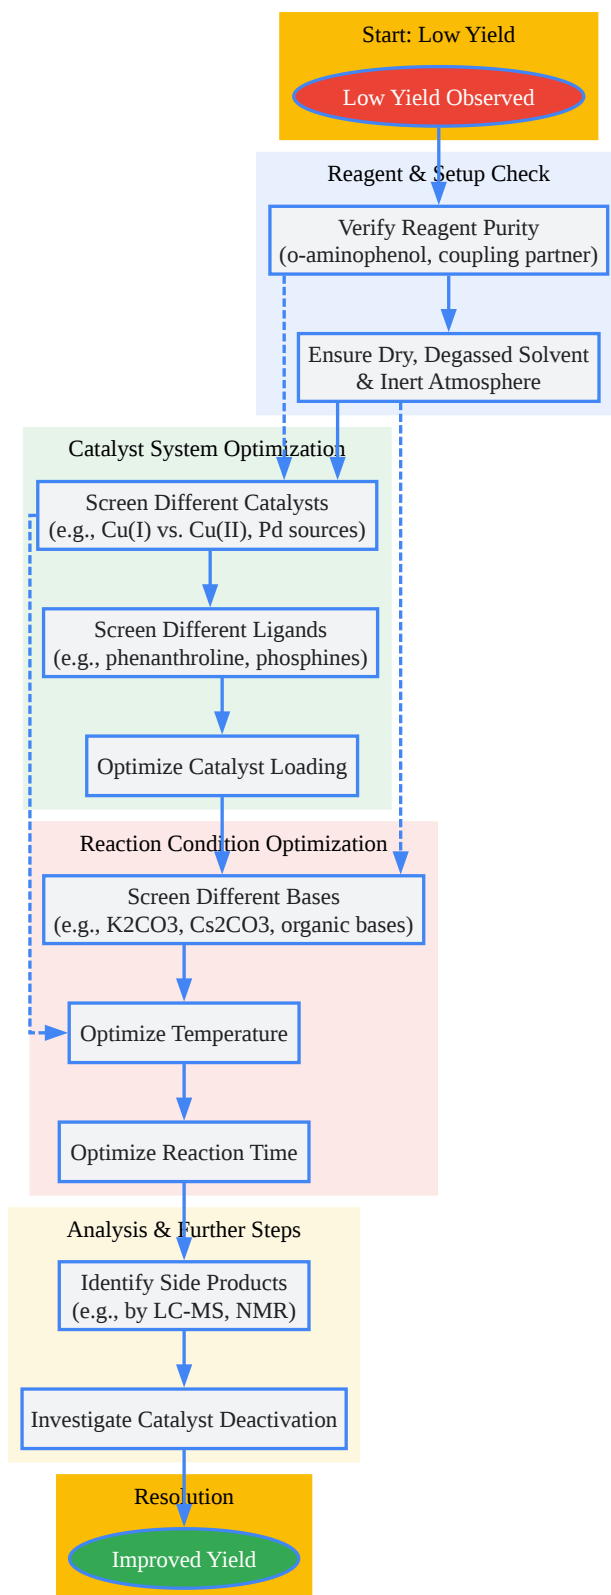 Start: Low Yield
Low Yield Observed
Reagent & Setup Check
Verify Reagent Purity
(o-aminophenol, coupling partner)
Ensure Dry, Degassed Solvent
& Inert Atmosphere
Catalyst System Optimization
Screen Different Catalysts
(e.g., Cu(I) vs. Cu(II), Pd sources)
Screen Different Ligands
(e.g., phenanthroline, phosphines)
Optimize Catalyst Loading
Reaction Condition Optimization
Screen Different Bases
(e.g., K2CO3, Cs2CO3, organic bases)
Optimize Temperature
Optimize Reaction Time
Analysis & Further Steps
Identify Side Products
(e.g., by LC-MS, NMR)
Investigate Catalyst Deactivation
Resolution
Improved Yield